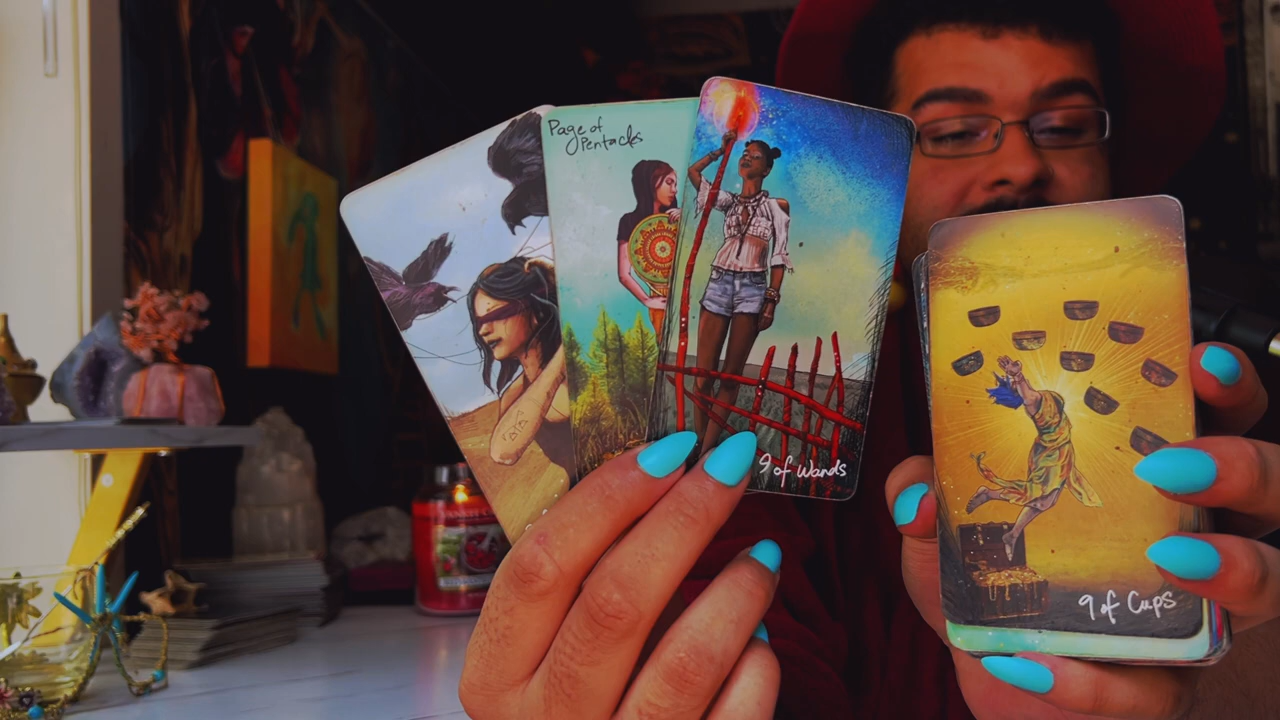 Page of
Pentacles
9 of Wands
9 of Cups